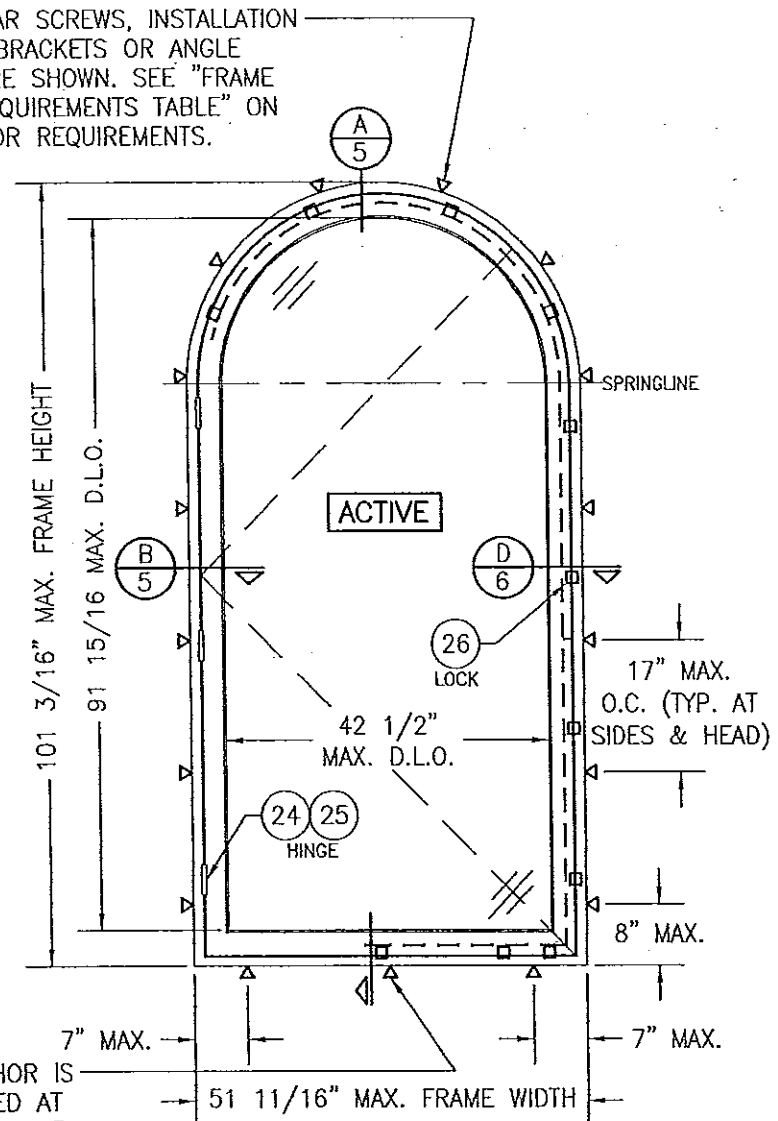 AR SCREWS, INSTALLATION
BRACKETS OR ANGLE
RE SHOWN. SEE "FRAME
QUIREMENTS TABLE" ON
OR REQUIREMENTS.
A
5
101 3/16" MAX. FRAME HEIGHT
91 15/16 MAX. D.L.O.
SPRINGLINE
ACTIVE
B
5
D
6
26
LOCK
17" MAX.
O.C. (TYP. AT
SIDES & HEAD)
42 1/2"
MAX. D.L.O.
24 25
HINGE
8" MAX.
7" MAX.
7" MAX.
HOR IS
ED AT
51 11/16" MAX. FRAME WIDTH